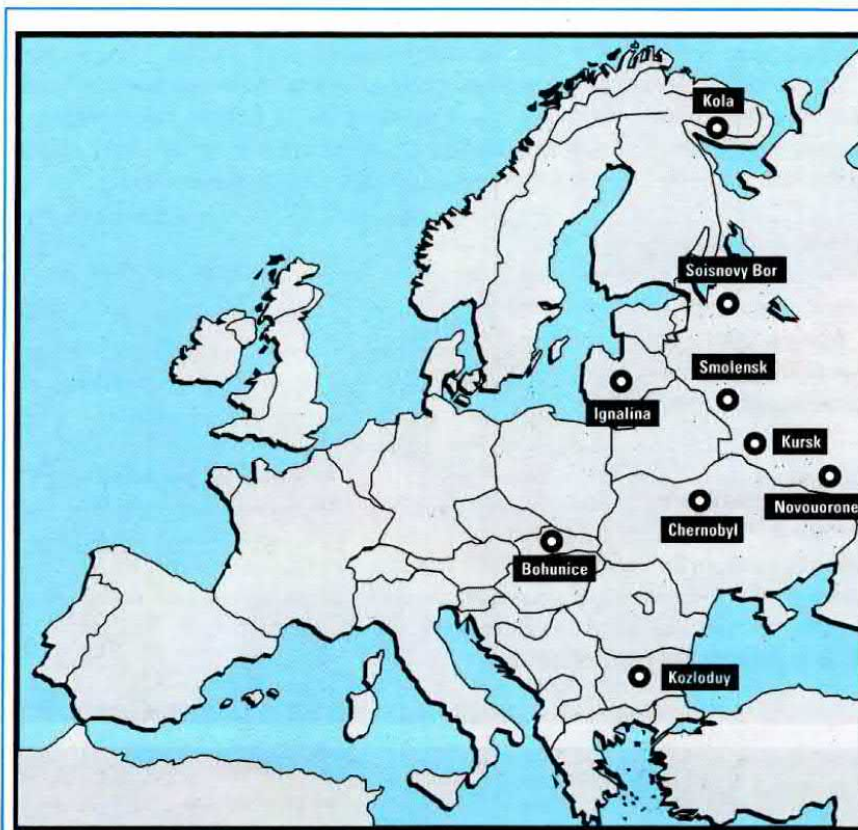 Kola
Soisnovy Bor
Smolensk
Ignalina
Kursk
Novouorone
Chernobyl
Bohunice
Kozloduy